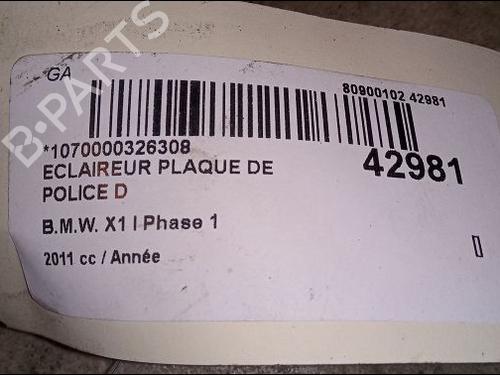 GA
80900102 42981
*1070000326308
42981
ECLAIREUR PLAQUE DE
POLICE D
B.M.W. X1 I Phase 1
2011 cc / Année
B-PARTS